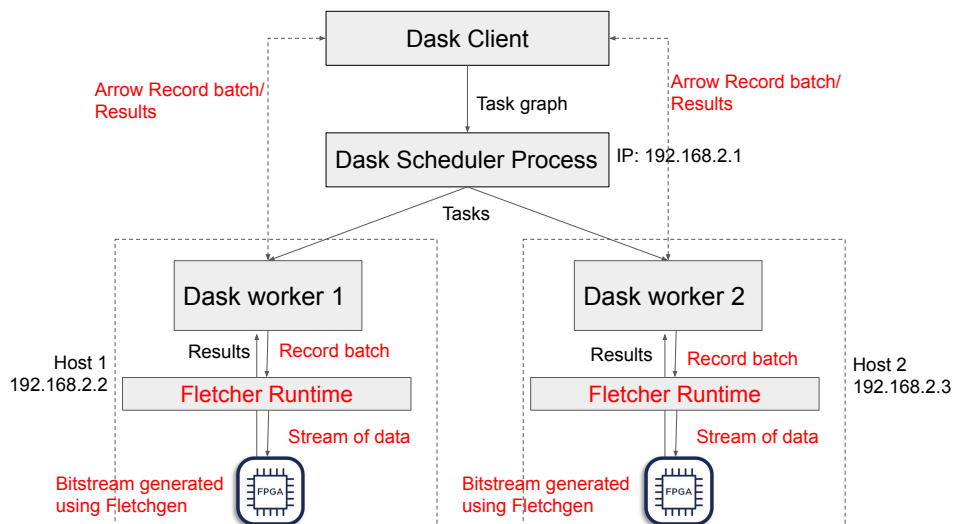 Dask Client
Arrow Record batch/
Results
Arrow Record batch/
Results
Task graph
Dask Scheduler Process
IP: 192.168.2.1
Tasks
Dask worker 1
Dask worker 2
Results
Record batch
Results
Record batch
Host 1
192.168.2.2
Host 2
192.168.2.3
Fletcher Runtime
Fletcher Runtime
Stream of data
Stream of data
Bitstream generated
using Fletchgen
FPGA
Bitstream generated
using Fletchgen
FPGA